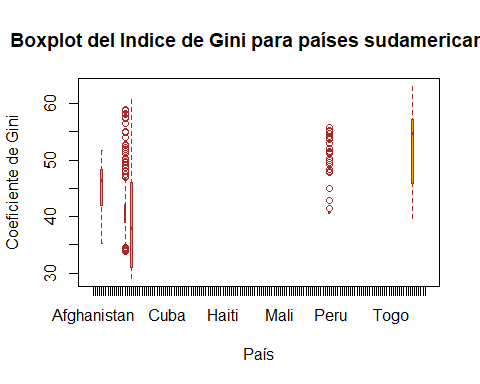 Boxplot del Indice de Gini para países sudamerican
Coeficiente de Gini
60
50
40
30
Afghanistan Cuba Haiti Mali Peru Togo
País